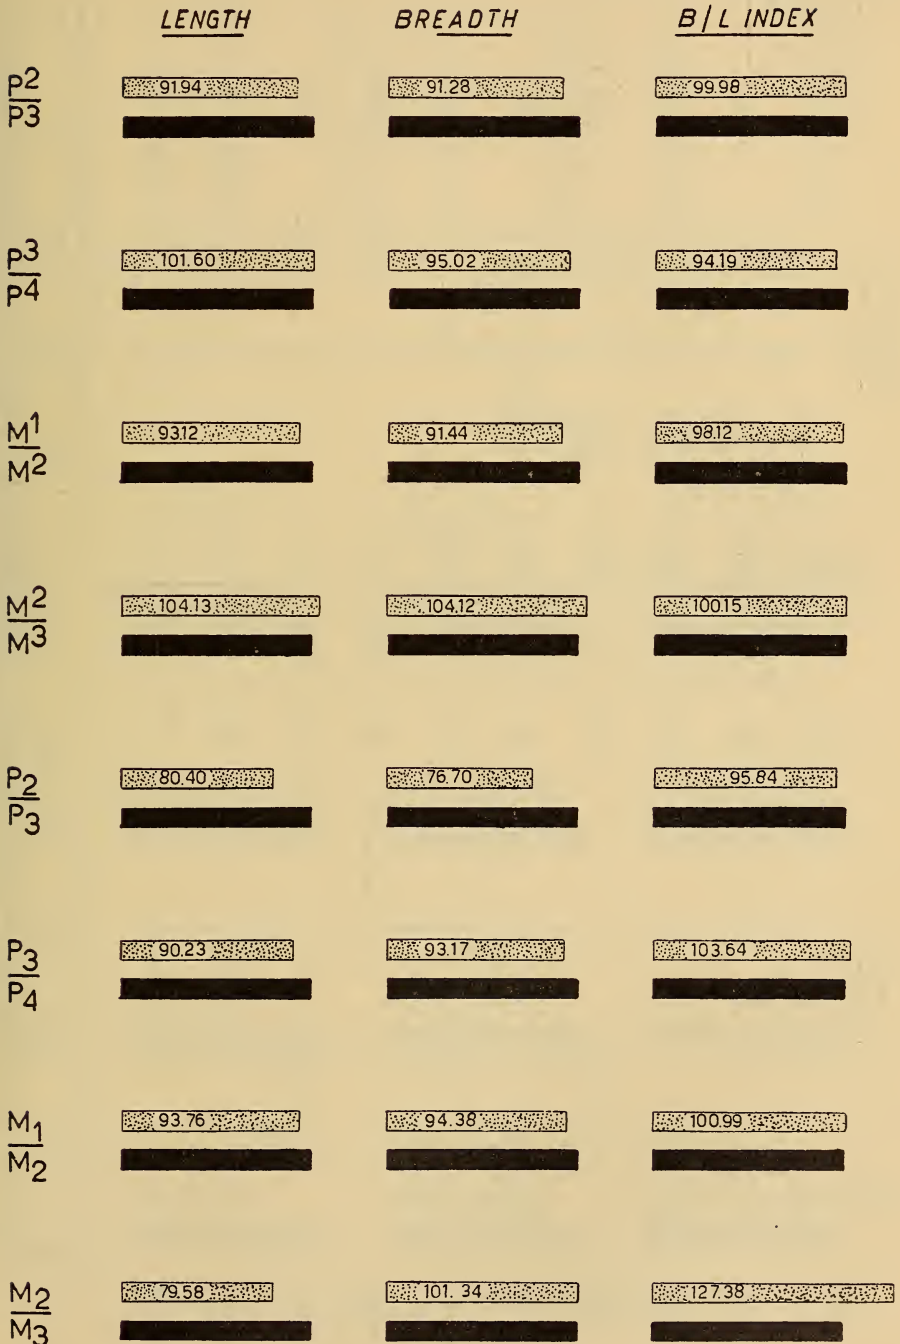 LENGTH BREADTH B/L INDEX
P2 91.94 91.28 99.98
P3
P3 101.60 95.02 94.19
P4
M1 93.12 91.44 98.12
M2
M2 104.13 104.12 100.15
M3
P2 80.40 76.70 95.84
P3
P3 90.23 93.17 103.64
P4
M1 93.76 94.38 100.99
M2
M2 79.58 101.34 127.38
M3